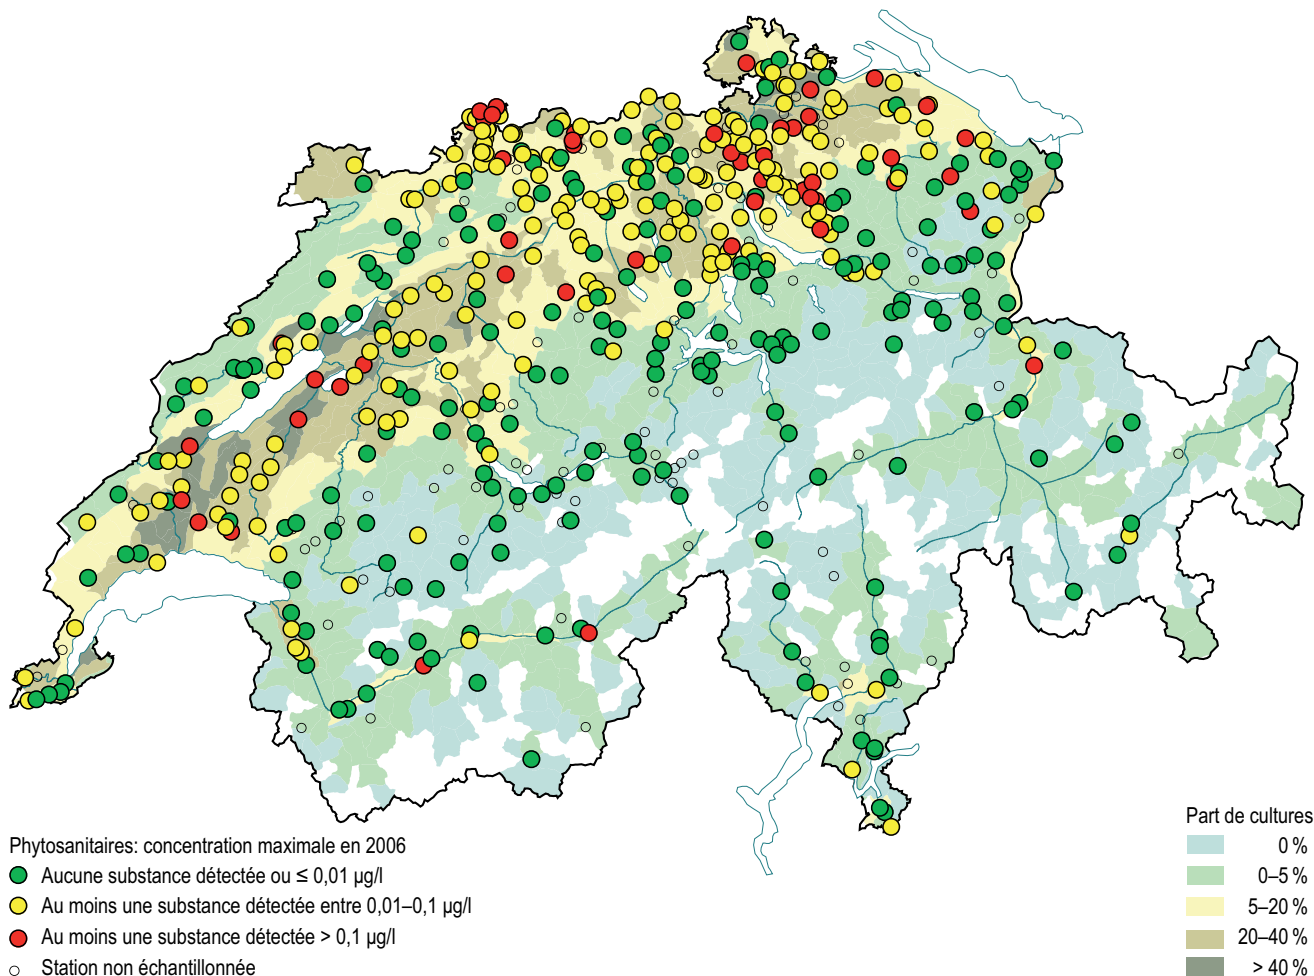 Phytosanitaires: concentration maximale en 2006
Aucune substance détectée ou ≤ 0,01 µg/l
Au moins une substance détectée entre 0,01–0,1 µg/l
Au moins une substance détectée > 0,1 µg/l
Station non échantillonnée
Part de cultures
0 %
0–5 %
5–20 %
20–40 %
> 40 %